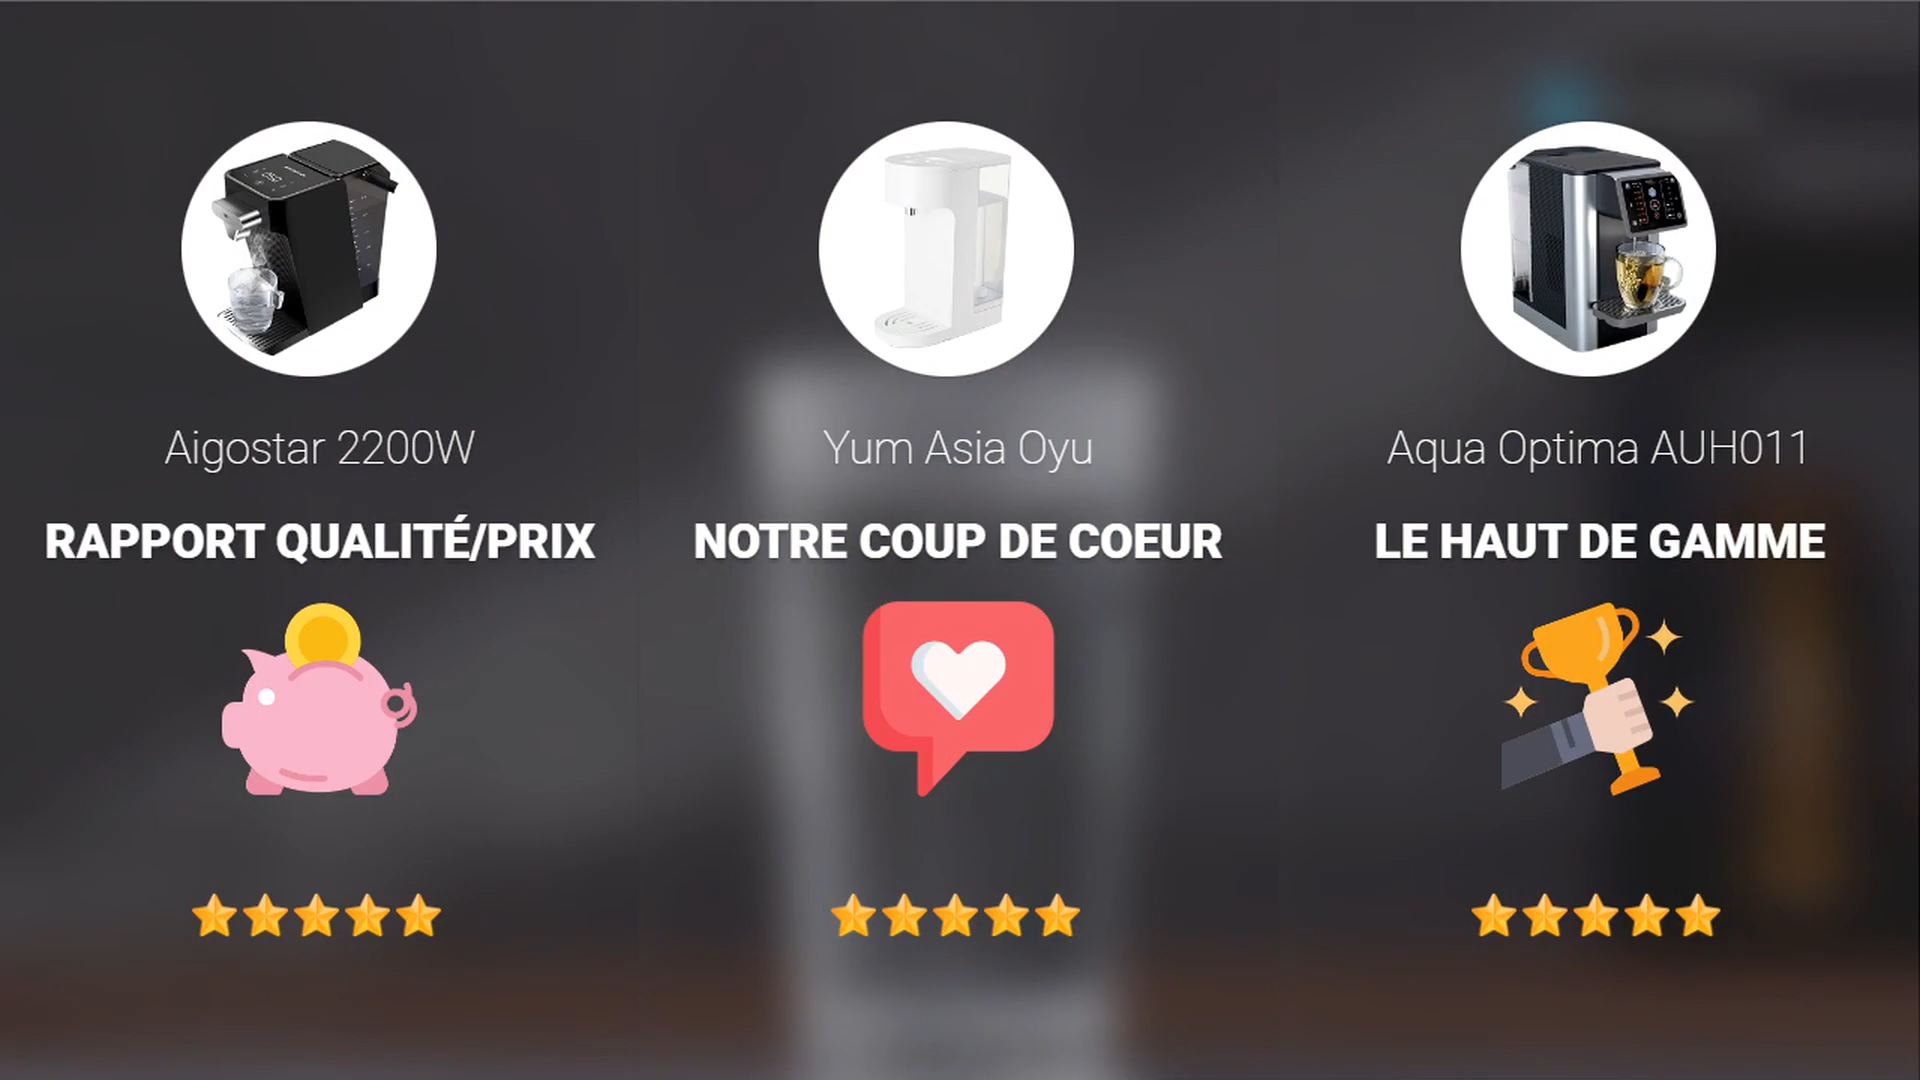 Aigostar 2200W
Yum Asia Oyu
Aqua Optima AUH011
RAPPORT QUALITÉ/PRIX
NOTRE COUP DE COEUR
LE HAUT DE GAMME